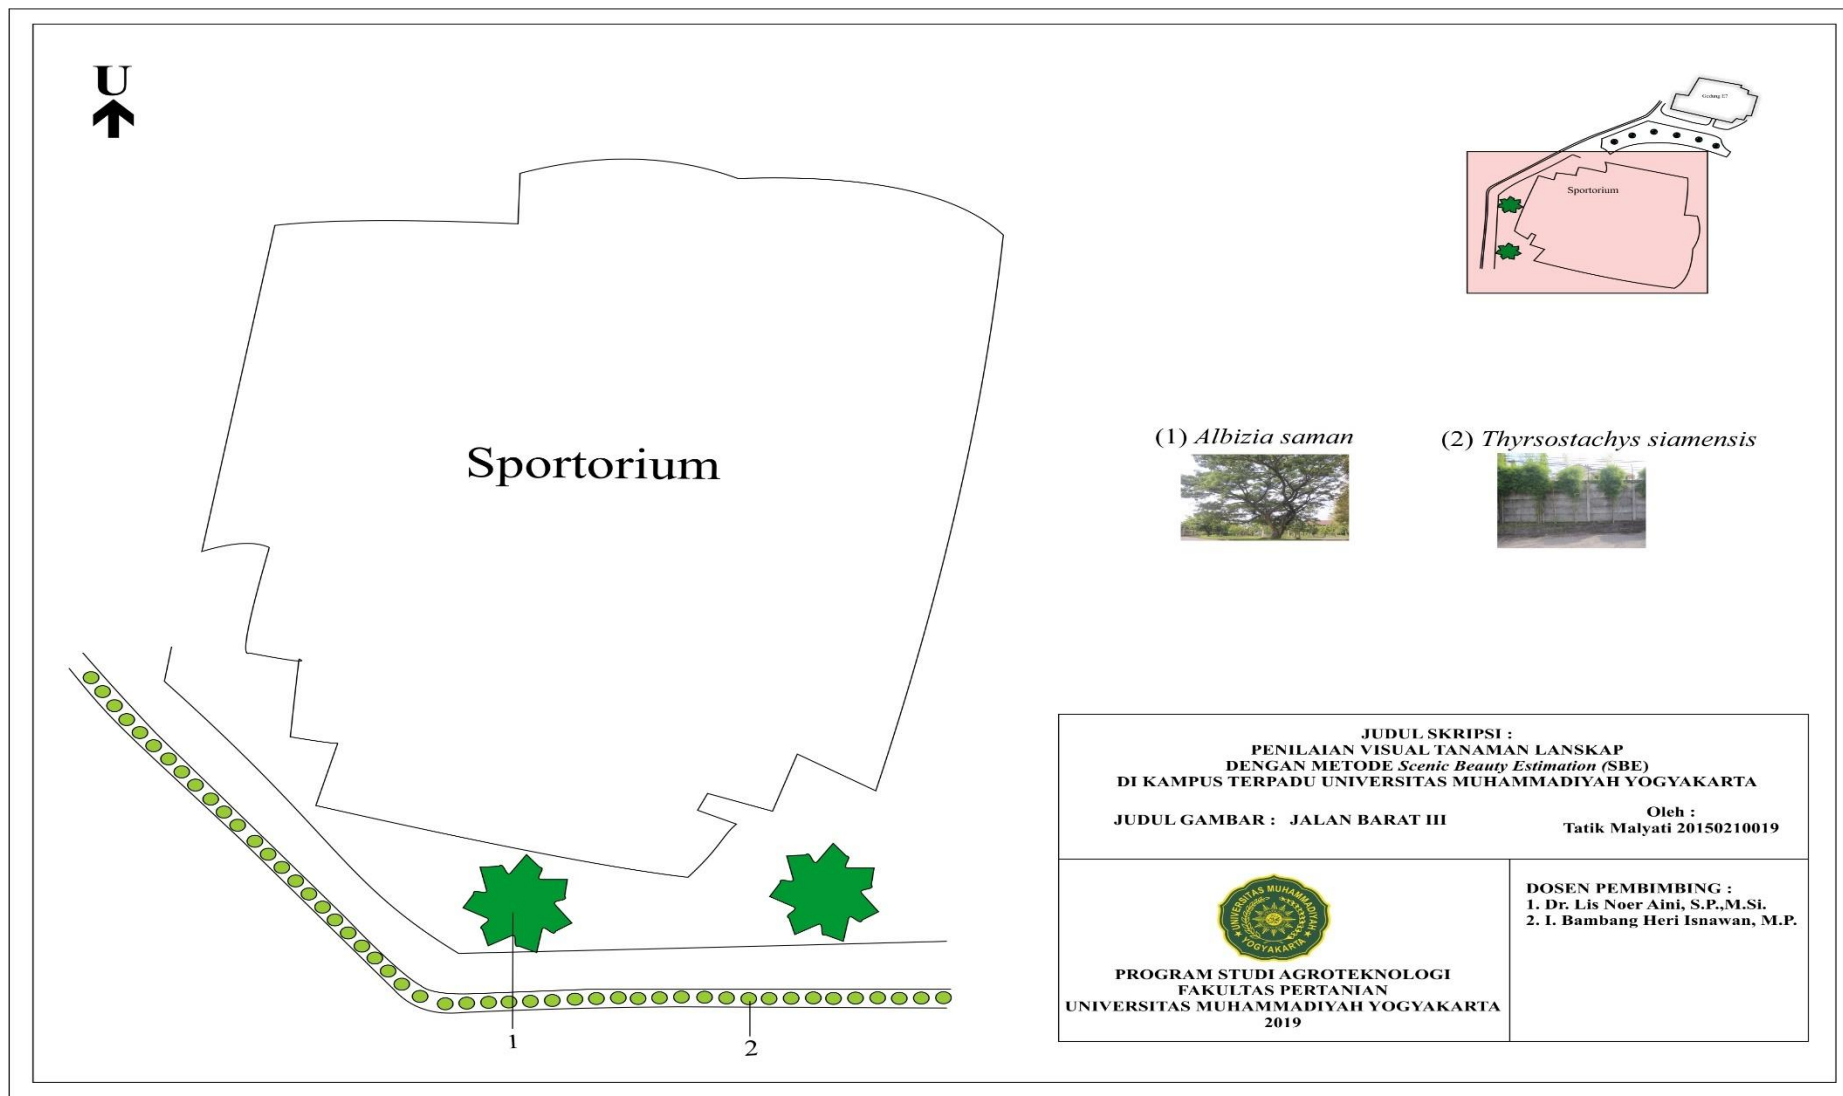 U
Gedung E7
Sportorium
Sportorium
(1) Albizia saman
(2) Thyrsostachys siamensis
1
2
JUDUL SKRIPSI :
PENILAIAN VISUAL TANAMAN LANSKAP
DENGAN METODE Scenic Beauty Estimation (SBE)
DI KAMPUS TERPADU UNIVERSITAS MUHAMMADIYAH YOGYAKARTA
JUDUL GAMBAR : JALAN BARAT III
Oleh :
Tatik Malyati 20150210019
UNIVERSITAS MUHAMMADIYAH
YOGYAKARTA
PROGRAM STUDI AGROTEKNOLOGI
FAKULTAS PERTANIAN
UNIVERSITAS MUHAMMADIYAH YOGYAKARTA
2019
DOSEN PEMBIMBING :
1. Dr. Lis Noer Aini, S.P.,M.Si.
2. I. Bambang Heri Isnawan, M.P.